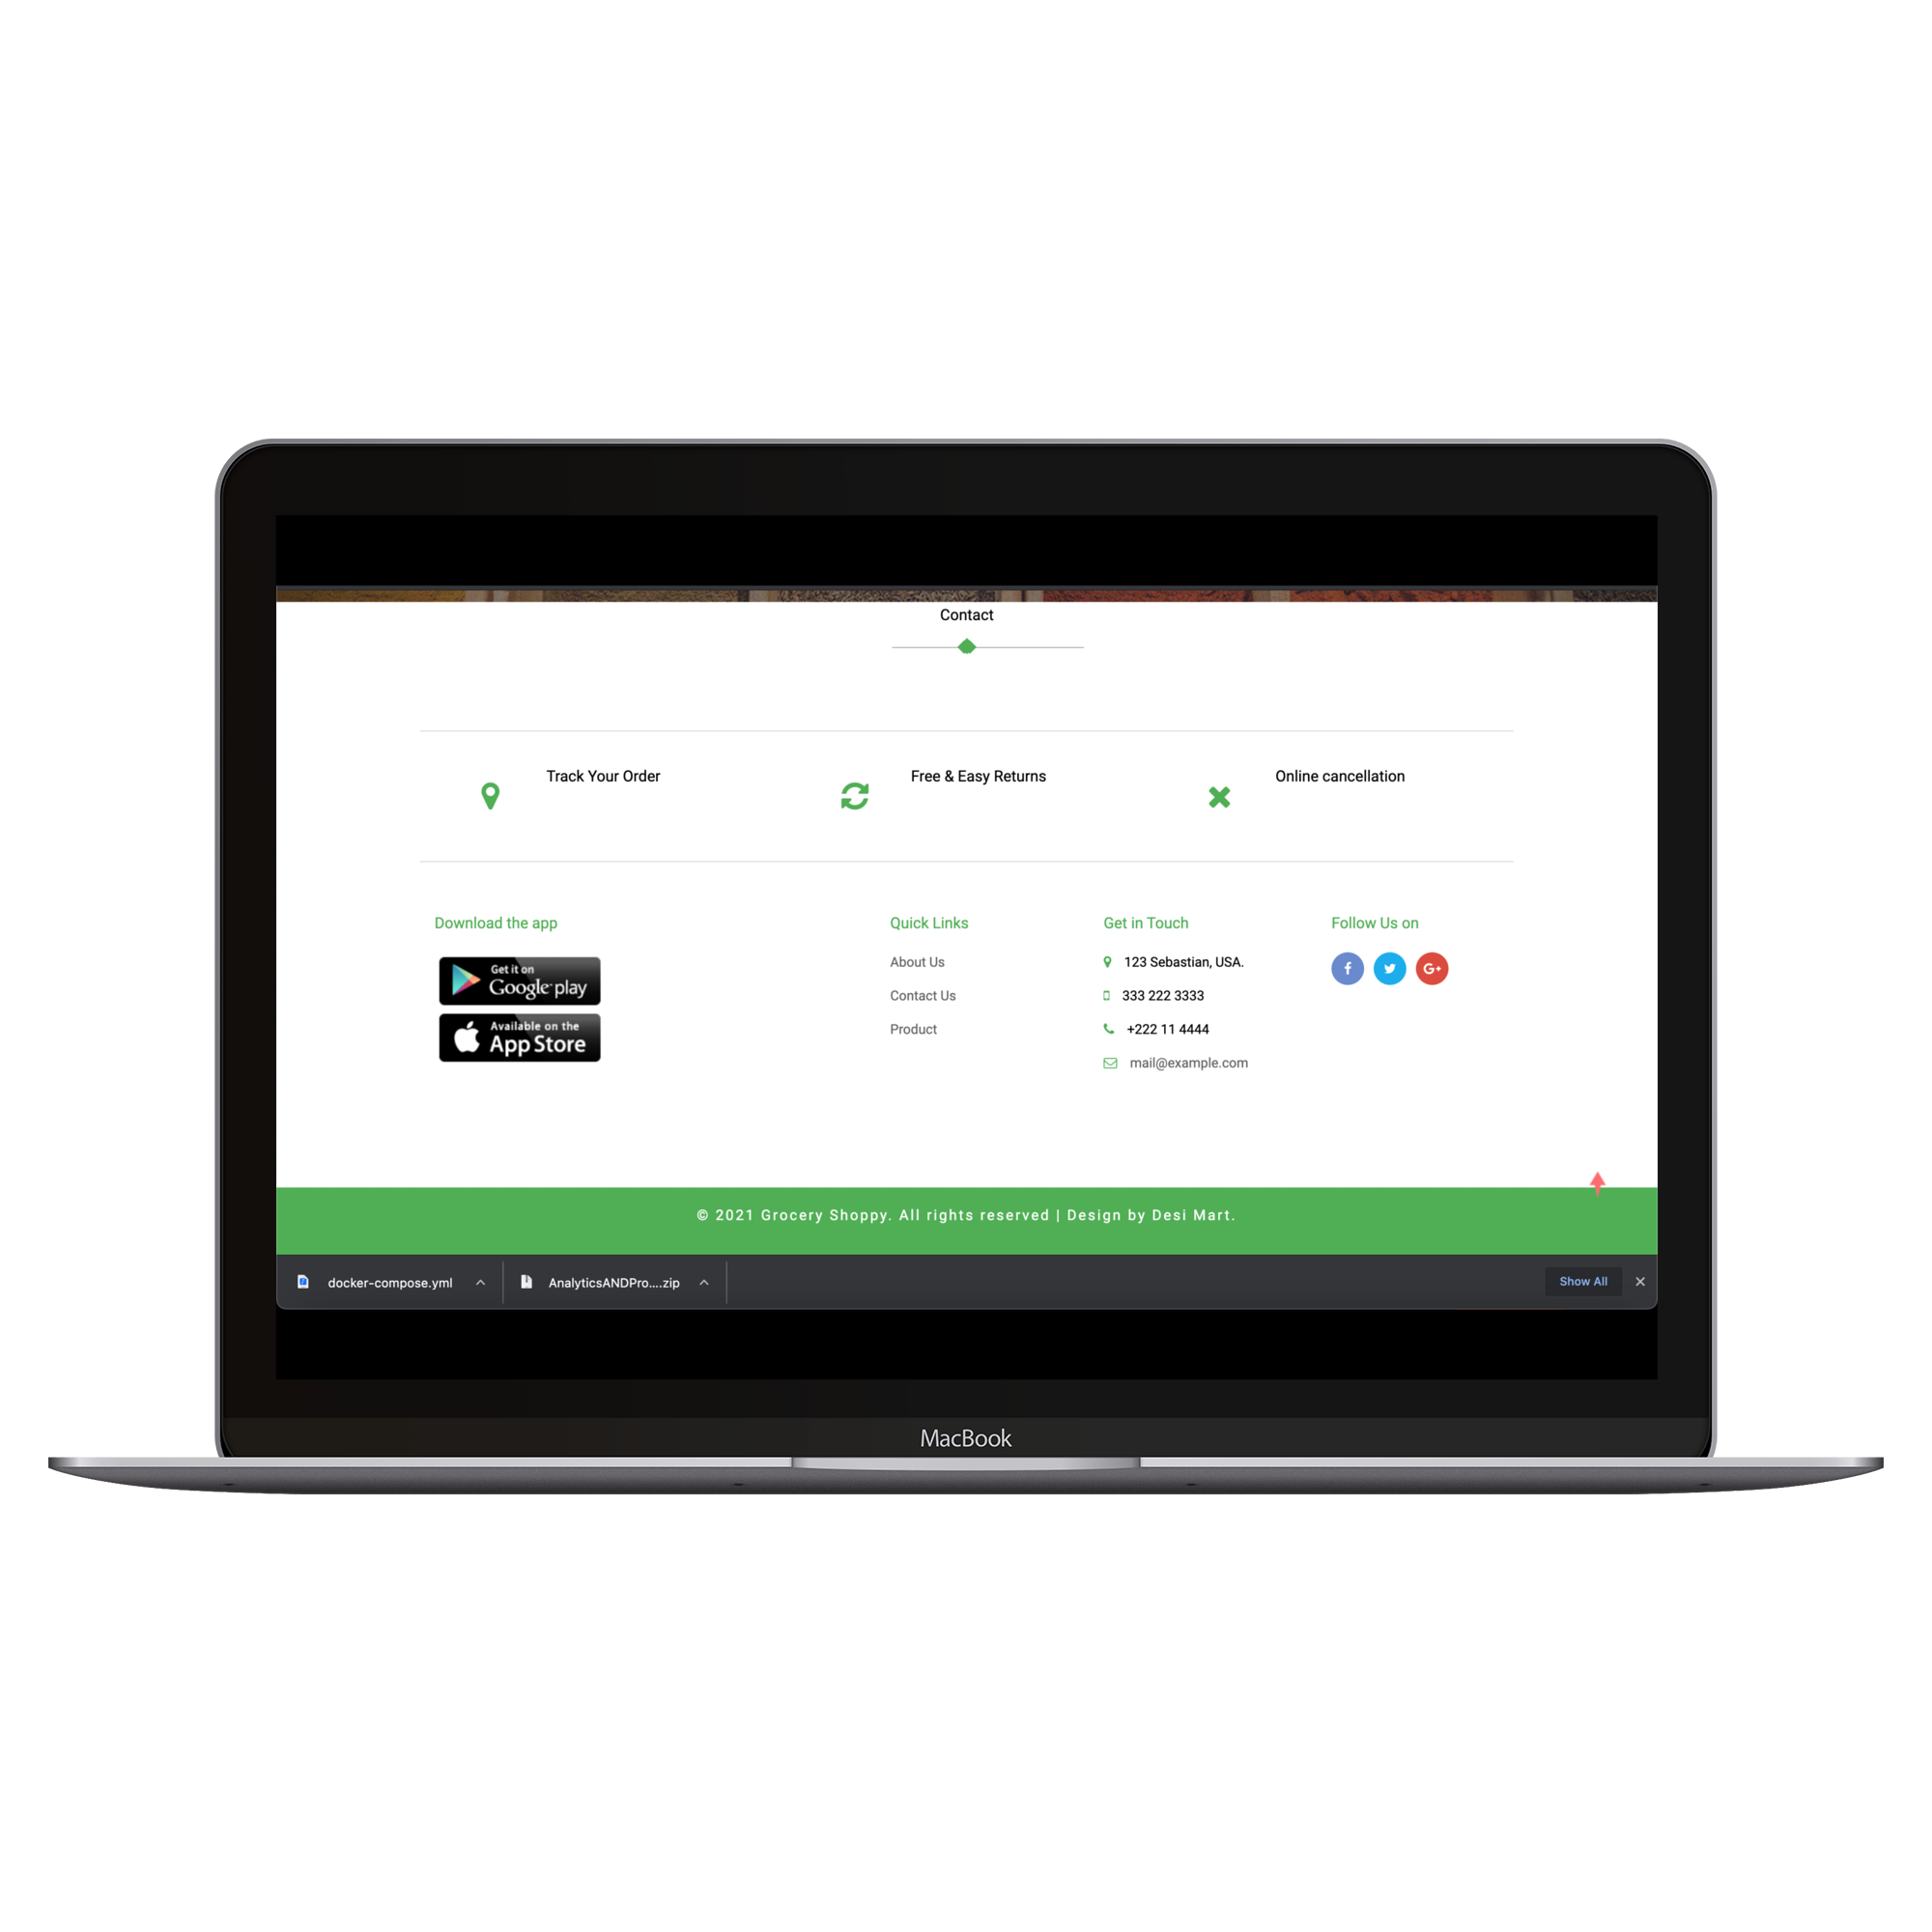 Contact
Track Your Order
Free & Easy Returns
Online cancellation
Download the app
Get it on
Google play
Available on the
App Store
Quick Links
About Us
Contact Us
Product
Get in Touch
123 Sebastian, USA.
333 222 3333
+222 11 4444
mail@example.com
Follow Us on
f
G+
© 2021 Grocery Shoppy. All rights reserved | Design by Desi Mart.
docker-compose.yml
AnalyticsANDPro....zip
Show All
MacBook